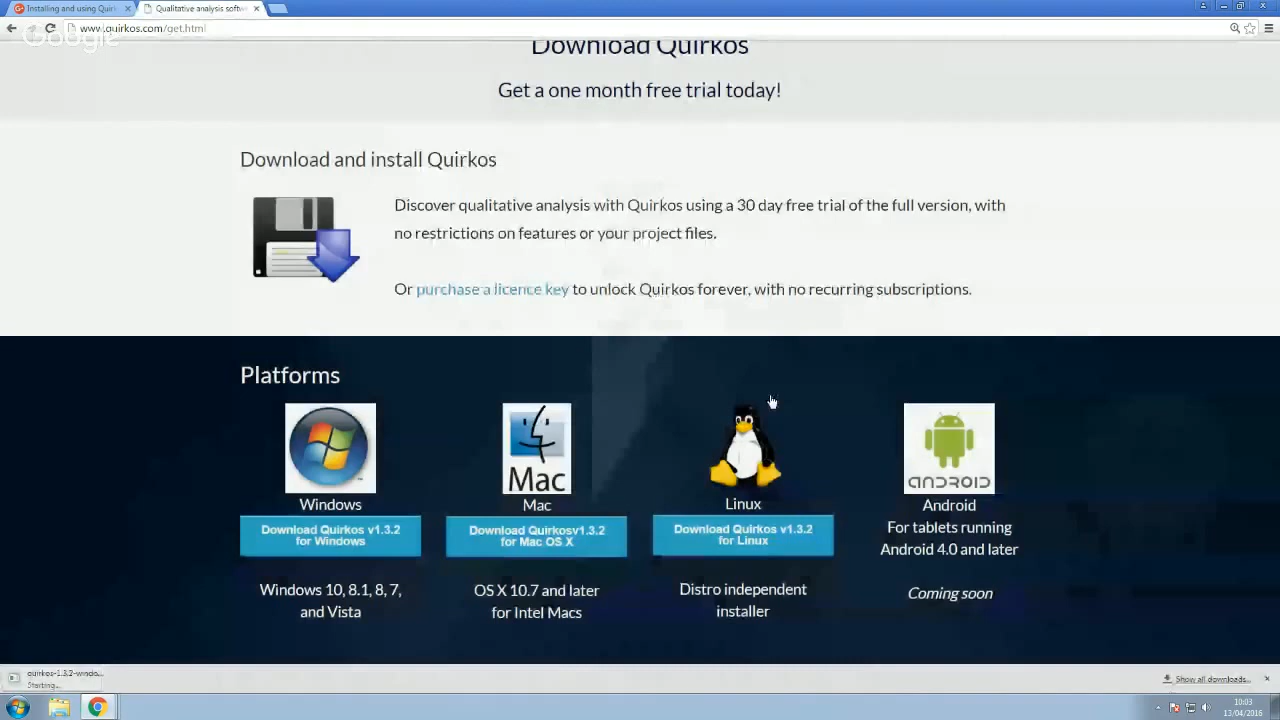 Installing and using Quirk
Qualitative analysis softw
www.quirkos.com/get.html
Google
Download Quirkos
Get a one month free trial today!
Download and install Quirkos
Discover qualitative analysis with Quirkos using a 30 day free trial of the full version, with
no restrictions on features or your project files.
Or purchase a licence key to unlock Quirkos forever, with no recurring subscriptions.
Platforms
Mac
ANDROID
Windows
Mac
Linux
Android
Download Quirkos v1.3.2
for Windows
Download Quirkosv1.3.2
for Mac OS X
Download Quirkos v1.3.2
for Linux
For tablets running
Android 4.0 and later
Windows 10, 8.1, 8, 7,
and Vista
OS X 10.7 and later
for Intel Macs
Distro independent
installer
Coming soon
quirkos-1.3.2-windo...
Starting...
Show all downloads...
10:03
13/04/2016